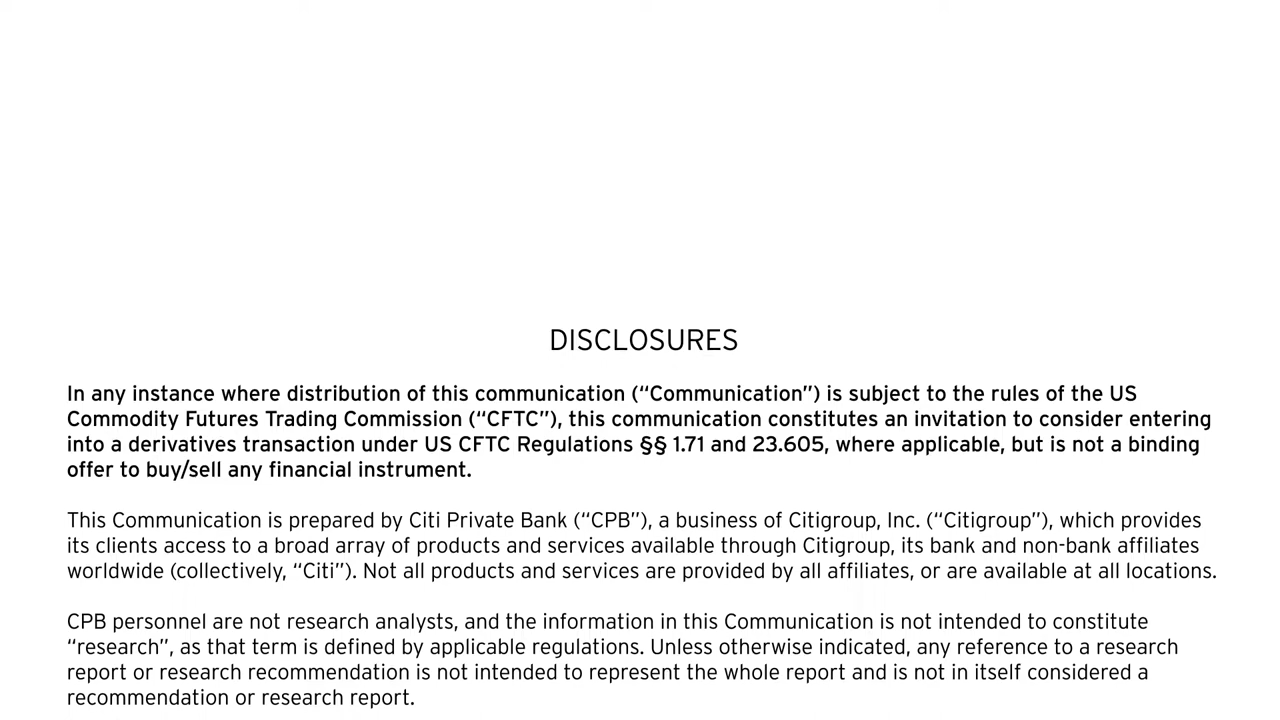 DISCLOSURES
In any instance where distribution of this communication (“Communication”) is subject to the rules of the US
Commodity Futures Trading Commission (“CFTC”), this communication constitutes an invitation to consider entering
into a derivatives transaction under US CFTC Regulations §§ 1.71 and 23.605, where applicable, but is not a binding
offer to buy/sell any financial instrument.
This Communication is prepared by Citi Private Bank (“CPB”), a business of Citigroup, Inc. (“Citigroup”), which provides
its clients access to a broad array of products and services available through Citigroup, its bank and non-bank affiliates
worldwide (collectively, “Citi”). Not all products and services are provided by all affiliates, or are available at all locations.
CPB personnel are not research analysts, and the information in this Communication is not intended to constitute
“research”, as that term is defined by applicable regulations. Unless otherwise indicated, any reference to a research
report or research recommendation is not intended to represent the whole report and is not in itself considered a
recommendation or research report.